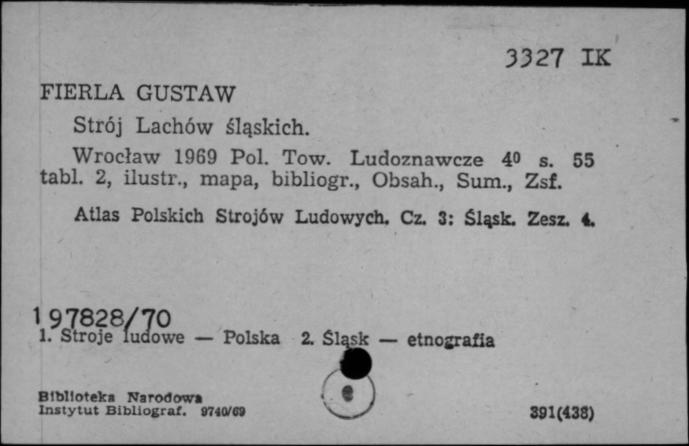 3327 IK
FIERLA GUSTAW
Strój Lachów śląskich.
Wrocław 1969 Pol. Tow. Ludoznawcze 4⁰ s. 55
tabl. 2, ilustr., mapa, bibliogr., Obsah., Sum., Zsf.
Atlas Polskich Strojów Ludowych. Cz. 3: Śląsk. Zesz. 4.
197828/70
1. Stroje ludowe — Polska 2. Śląsk — etnografia
Biblioteka Narodowa
Instytut Bibliograf. 9740/69
391(438)